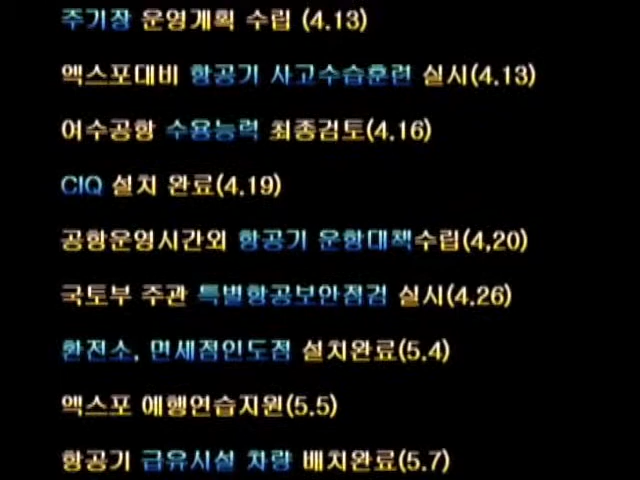 주기장 운영계획 수립 (4.13)
엑스포대비 항공기 사고수습훈련 실시(4.13)
여수공항 수용능력 최종검토(4.16)
CIQ 설치 완료(4.19)
공항운영시간외 항공기 운항대책수립(4,20)
국토부 주관 특별항공보안점검 실시(4.26)
환전소, 면세점인도점 설치완료(5.4)
엑스포 예행연습지원(5.5)
항공기 급유시설 차량 배치완료(5.7)